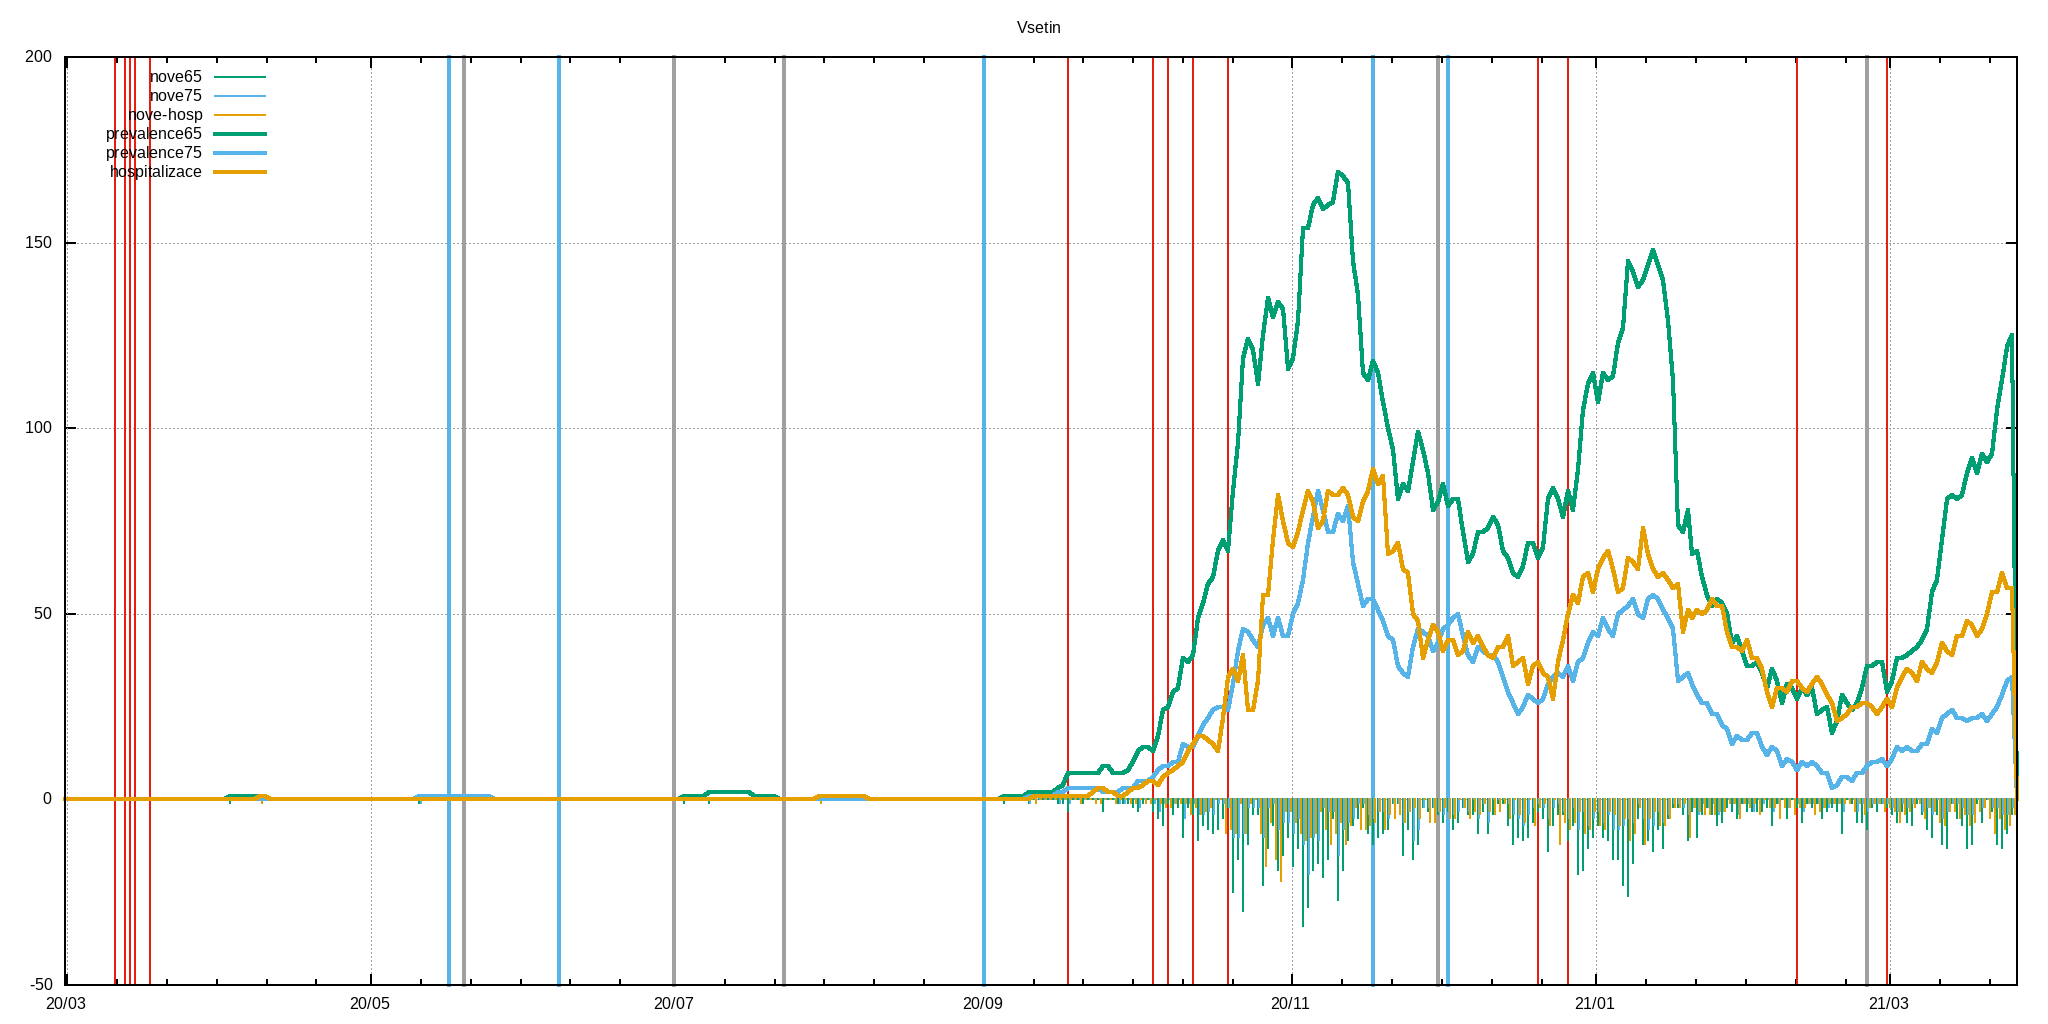 Vsetin
200
nove65
nove75
nove-hosp
prevalence65
prevalence75
hospitalizace
150
100
50
0
-50
20/03 20/05 20/07 20/09 20/11 21/01 21/03